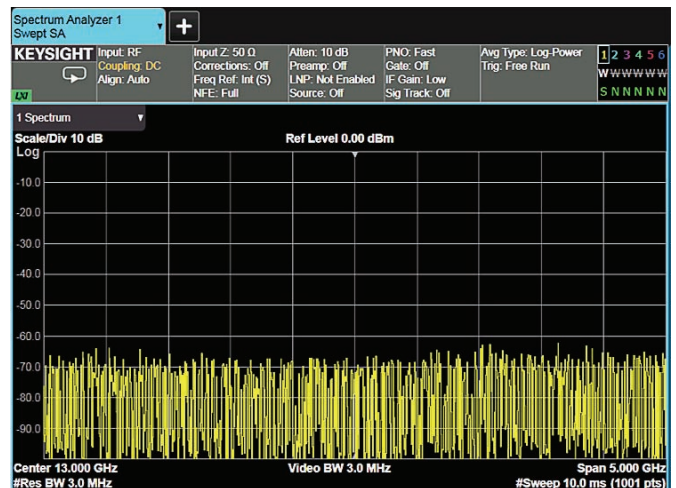 Spectrum Analyzer 1
Swept SA
+
KEYSIGHT
LXI
Input: RF
Coupling: DC
Align: Auto
Input Z: 50 Ω
Corrections: Off
Freq Ref: Int (S)
NFE: Full
Atten: 10 dB
Preamp: Off
LNP: Not Enabled
Source: Off
PNO: Fast
Gate: Off
IF Gain: Low
Sig Track: Off
Avg Type: Log-Power
Trig: Free Run
1 2 3 4 5 6
W W W W W W
S N N N N N
1 Spectrum
Scale/Div 10 dB
Ref Level 0.00 dBm
Log
-10.0
-20.0
-30.0
-40.0
-50.0
-60.0
-70.0
-80.0
-90.0
Center 13.000 GHz
Video BW 3.0 MHz
Span 5.000 GHz
#Res BW 3.0 MHz
#Sweep 10.0 ms (1001 pts)